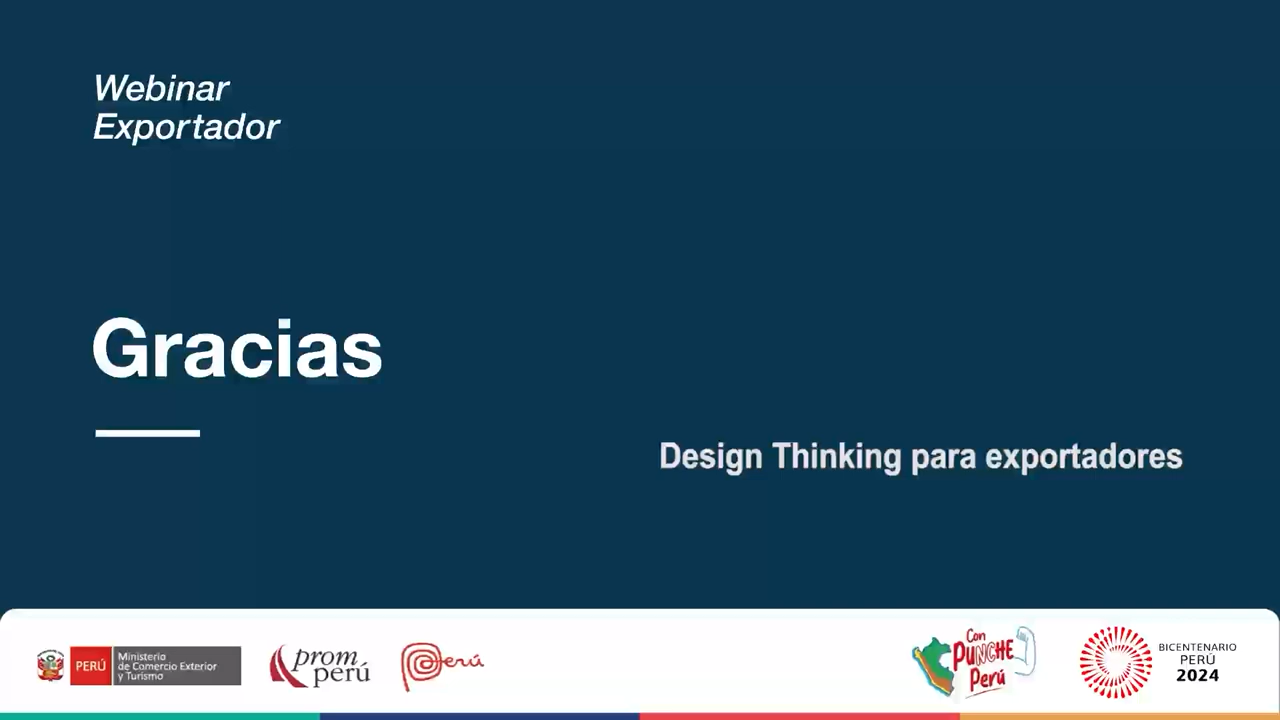 Webinar
Exportador
Gracias
Design Thinking para exportadores
PERÚ
Ministerio
de Comercio Exterior
y Turismo
prom
perú
Perú
Con
PUNCHE
Perú
BICENTENARIO
PERÚ
2024